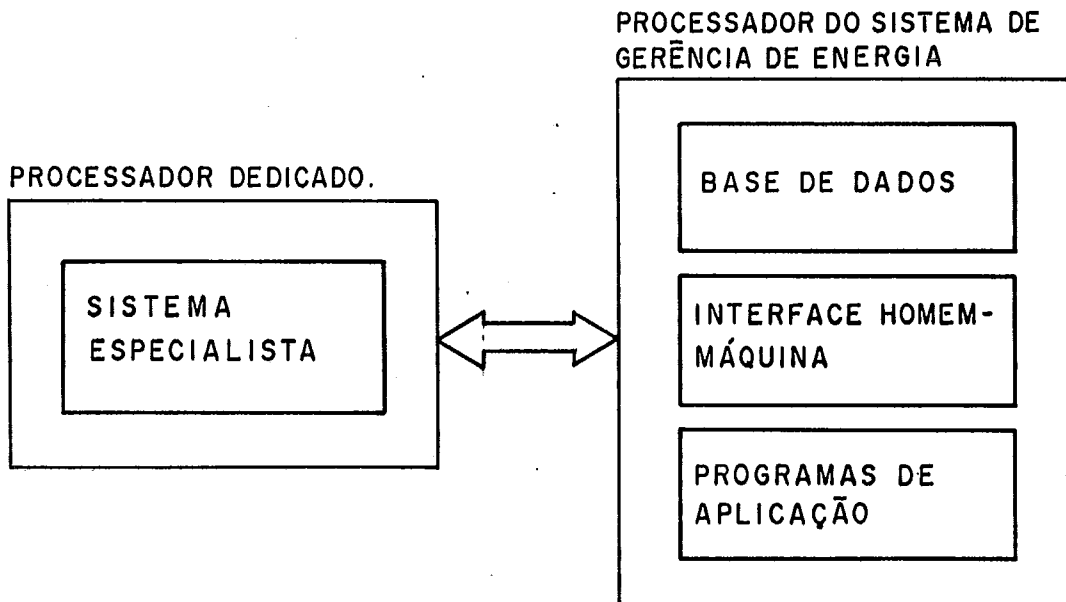 PROCESSADOR DO SISTEMA DE
GERÊNCIA DE ENERGIA
PROCESSADOR DEDICADO.
SISTEMA
ESPECIALISTA
BASE DE DADOS
INTERFACE HOMEM-
MÁQUINA
PROGRAMAS DE
APLICAÇÃO